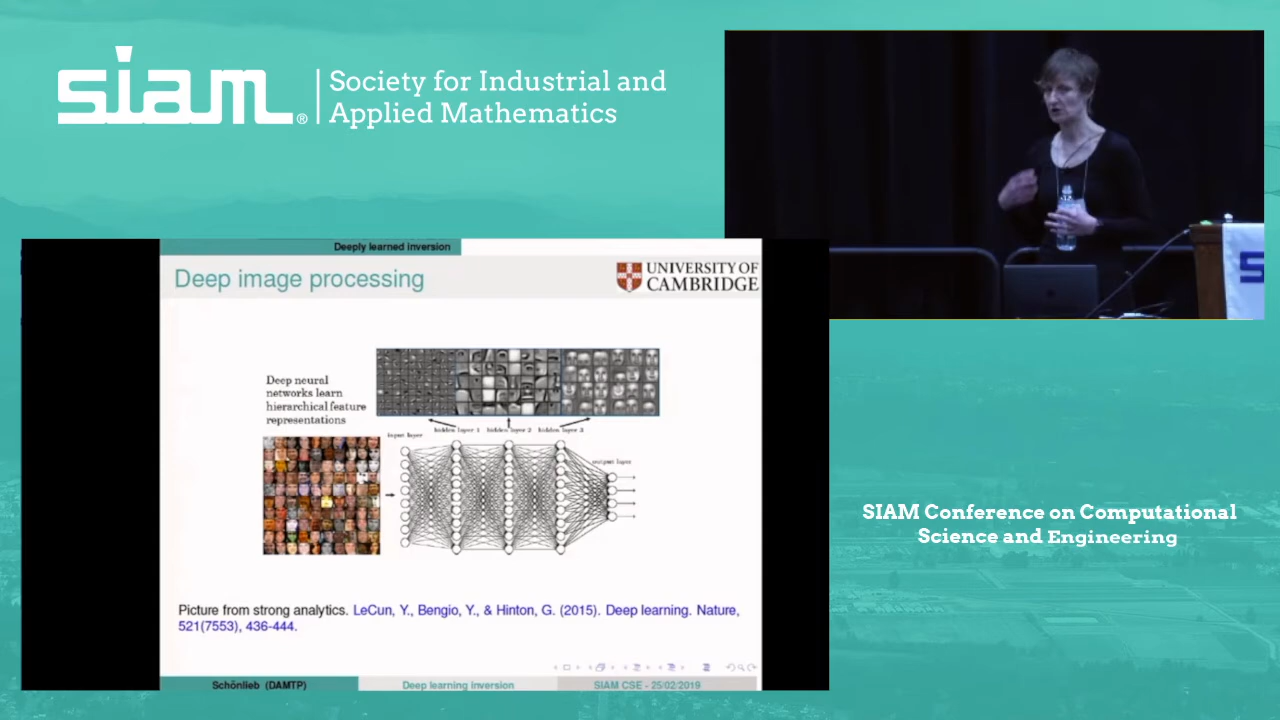 siam®
Society for Industrial and
Applied Mathematics
Deeply learned inversion
Deep image processing
UNIVERSITY OF
CAMBRIDGE
Deep neural
networks learn
hierarchical feature
representations
hidden layer 1 hidden layer 2 hidden layer 3
input layer
output layer
Picture from strong analytics. LeCun, Y., Bengio, Y., & Hinton, G. (2015). Deep learning. Nature,
521(7553), 436-444.
Schönlieb (DAMTP) Deep learning inversion SIAM CSE - 25/02/2019
SIAM Conference on Computational
Science and Engineering
S